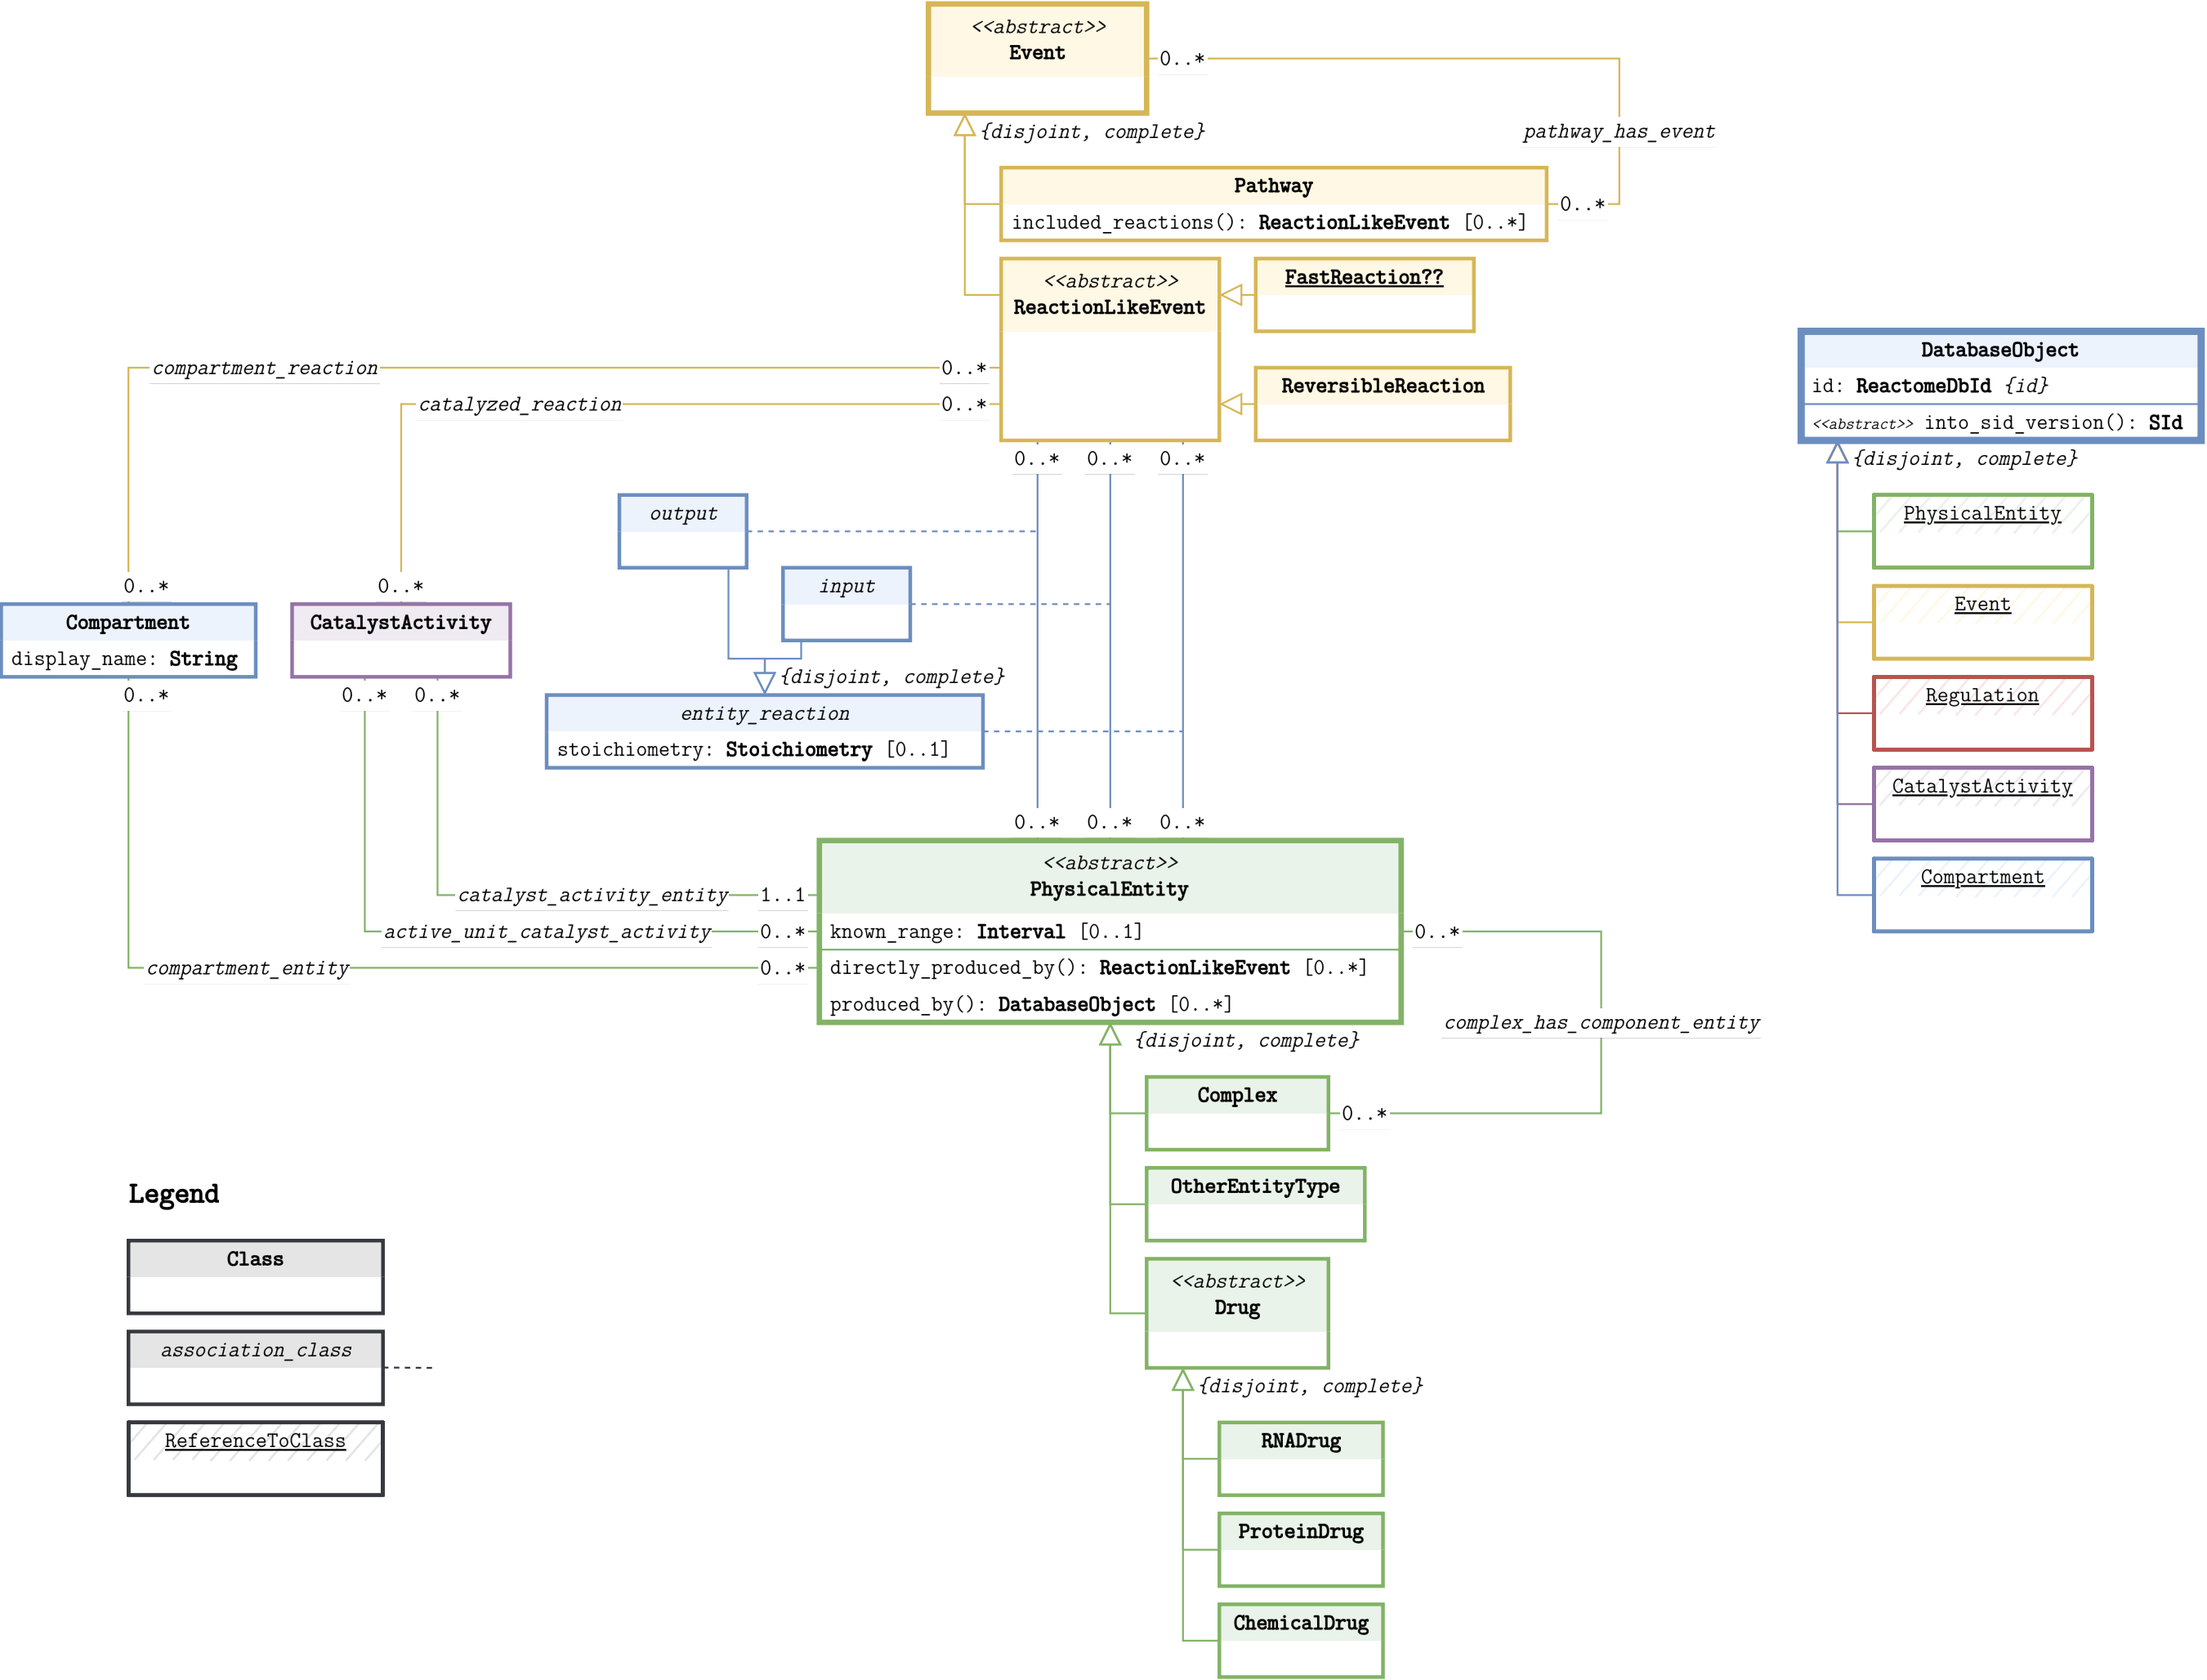 <<abstract>>
Event
0..*
{disjoint, complete}
pathway_has_event
Pathway
included_reactions(): ReactionLikeEvent [0..*]
0..*
<<abstract>>
ReactionLikeEvent
FastReaction??
ReversibleReaction
compartment_reaction
0..*
catalyzed_reaction
0..*
DatabaseObject
id: ReactomeDbId {id}
<<abstract>> into_sid_version(): SId
{disjoint, complete}
PhysicalEntity
Event
Regulation
CatalystActivity
Compartment
0..*
0..*
0..*
output
input
0..*
0..*
Compartment
display_name: String
CatalystActivity
0..*
0..*
0..*
{disjoint, complete}
entity_reaction
stoichiometry: Stoichiometry [0..1]
0..*
0..*
0..*
<<abstract>>
PhysicalEntity
known_range: Interval [0..1]
directly_produced_by(): ReactionLikeEvent [0..*]
produced_by(): DatabaseObject [0..*]
catalyst_activity_entity
1..1
active_unit_catalyst_activity
0..*
compartment_entity
0..*
0..*
complex_has_component_entity
{disjoint, complete}
Complex
0..*
OtherEntityType
<<abstract>>
Drug
{disjoint, complete}
RNADrug
ProteinDrug
ChemicalDrug
Legend
Class
association_class
ReferenceToClass